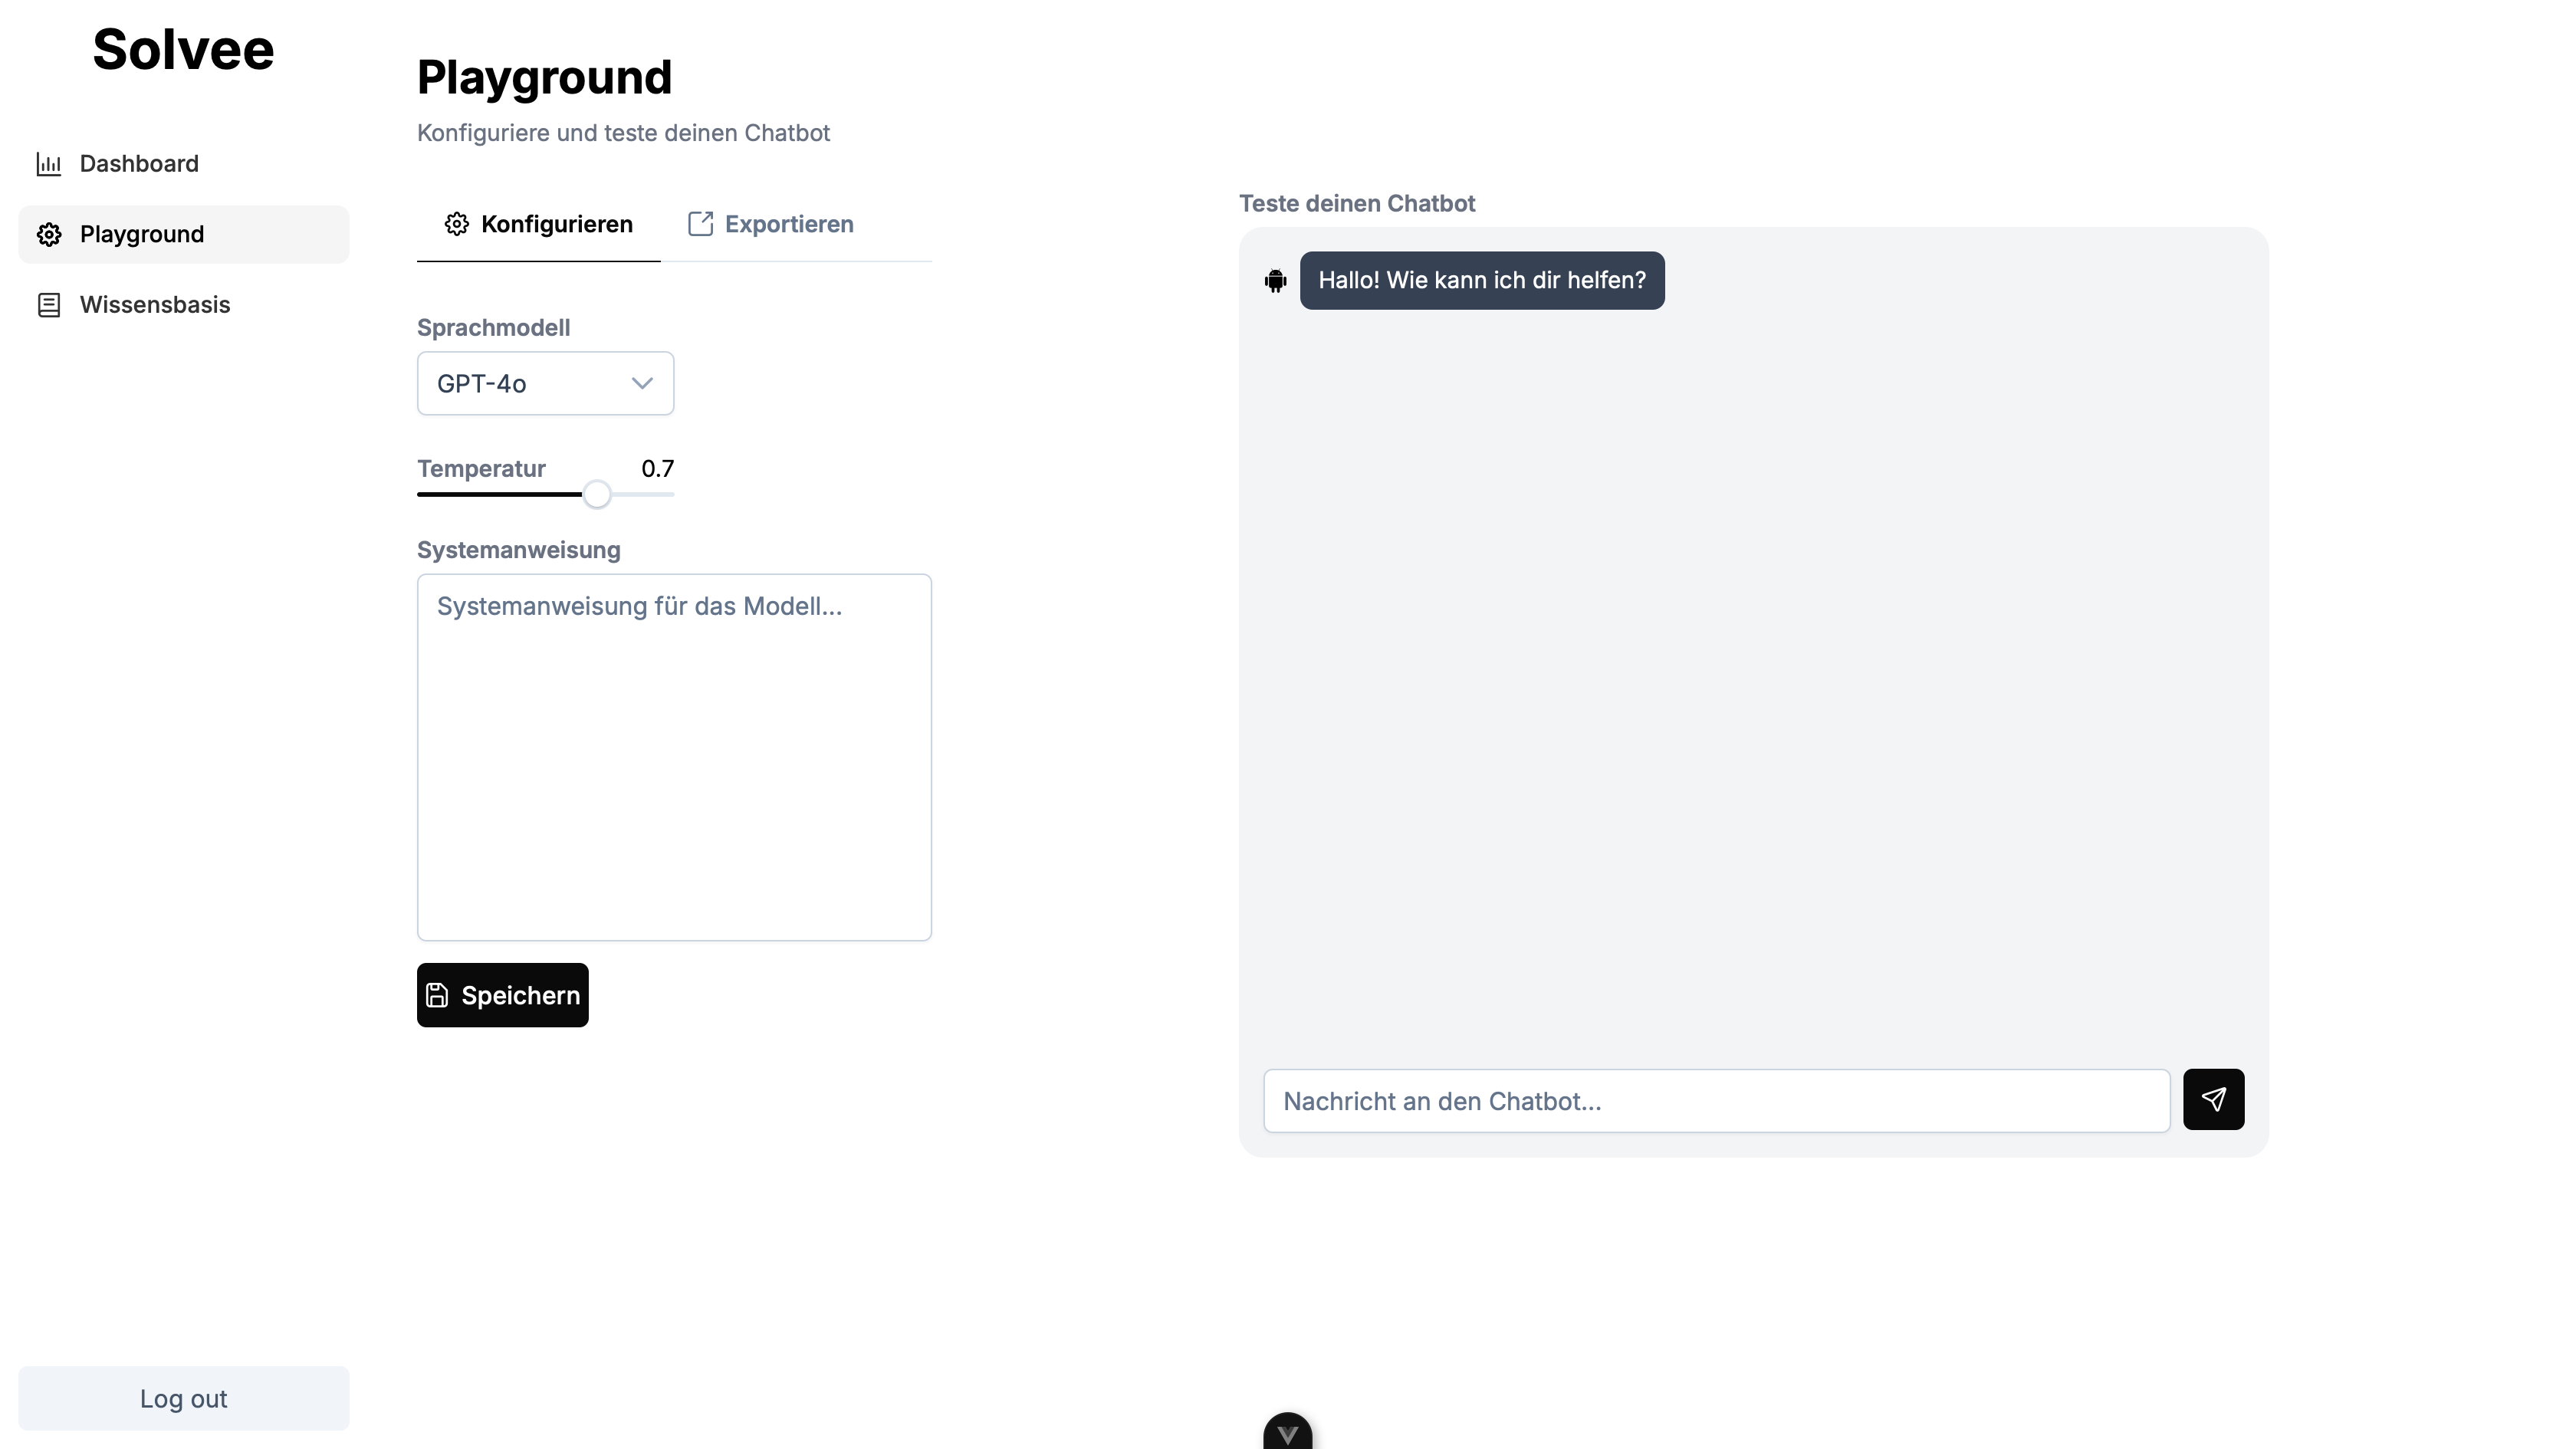 Solvee
Dashboard
Playground
Wissensbasis
Log out
Playground
Konfiguriere und teste deinen Chatbot
Konfigurieren
Exportieren
Sprachmodell
GPT-4o
Temperatur
0.7
Systemanweisung
Systemanweisung für das Modell...
Speichern
Teste deinen Chatbot
Hallo! Wie kann ich dir helfen?
Nachricht an den Chatbot...